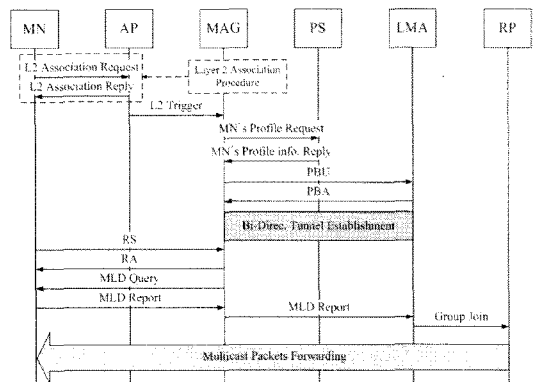 MN AP MAG PS LMA RP
L2 Association Request
L2 Association Reply
Layer 2 Association
Procedure
L2 Trigger
MN's Profile Request
MN's Profile info. Reply
PBU
PBA
Bi-Direc. Tunnel Establishment
RS
RA
MLD Query
MLD Report
MLD Report
Group Join
Multicast Packets Forwarding